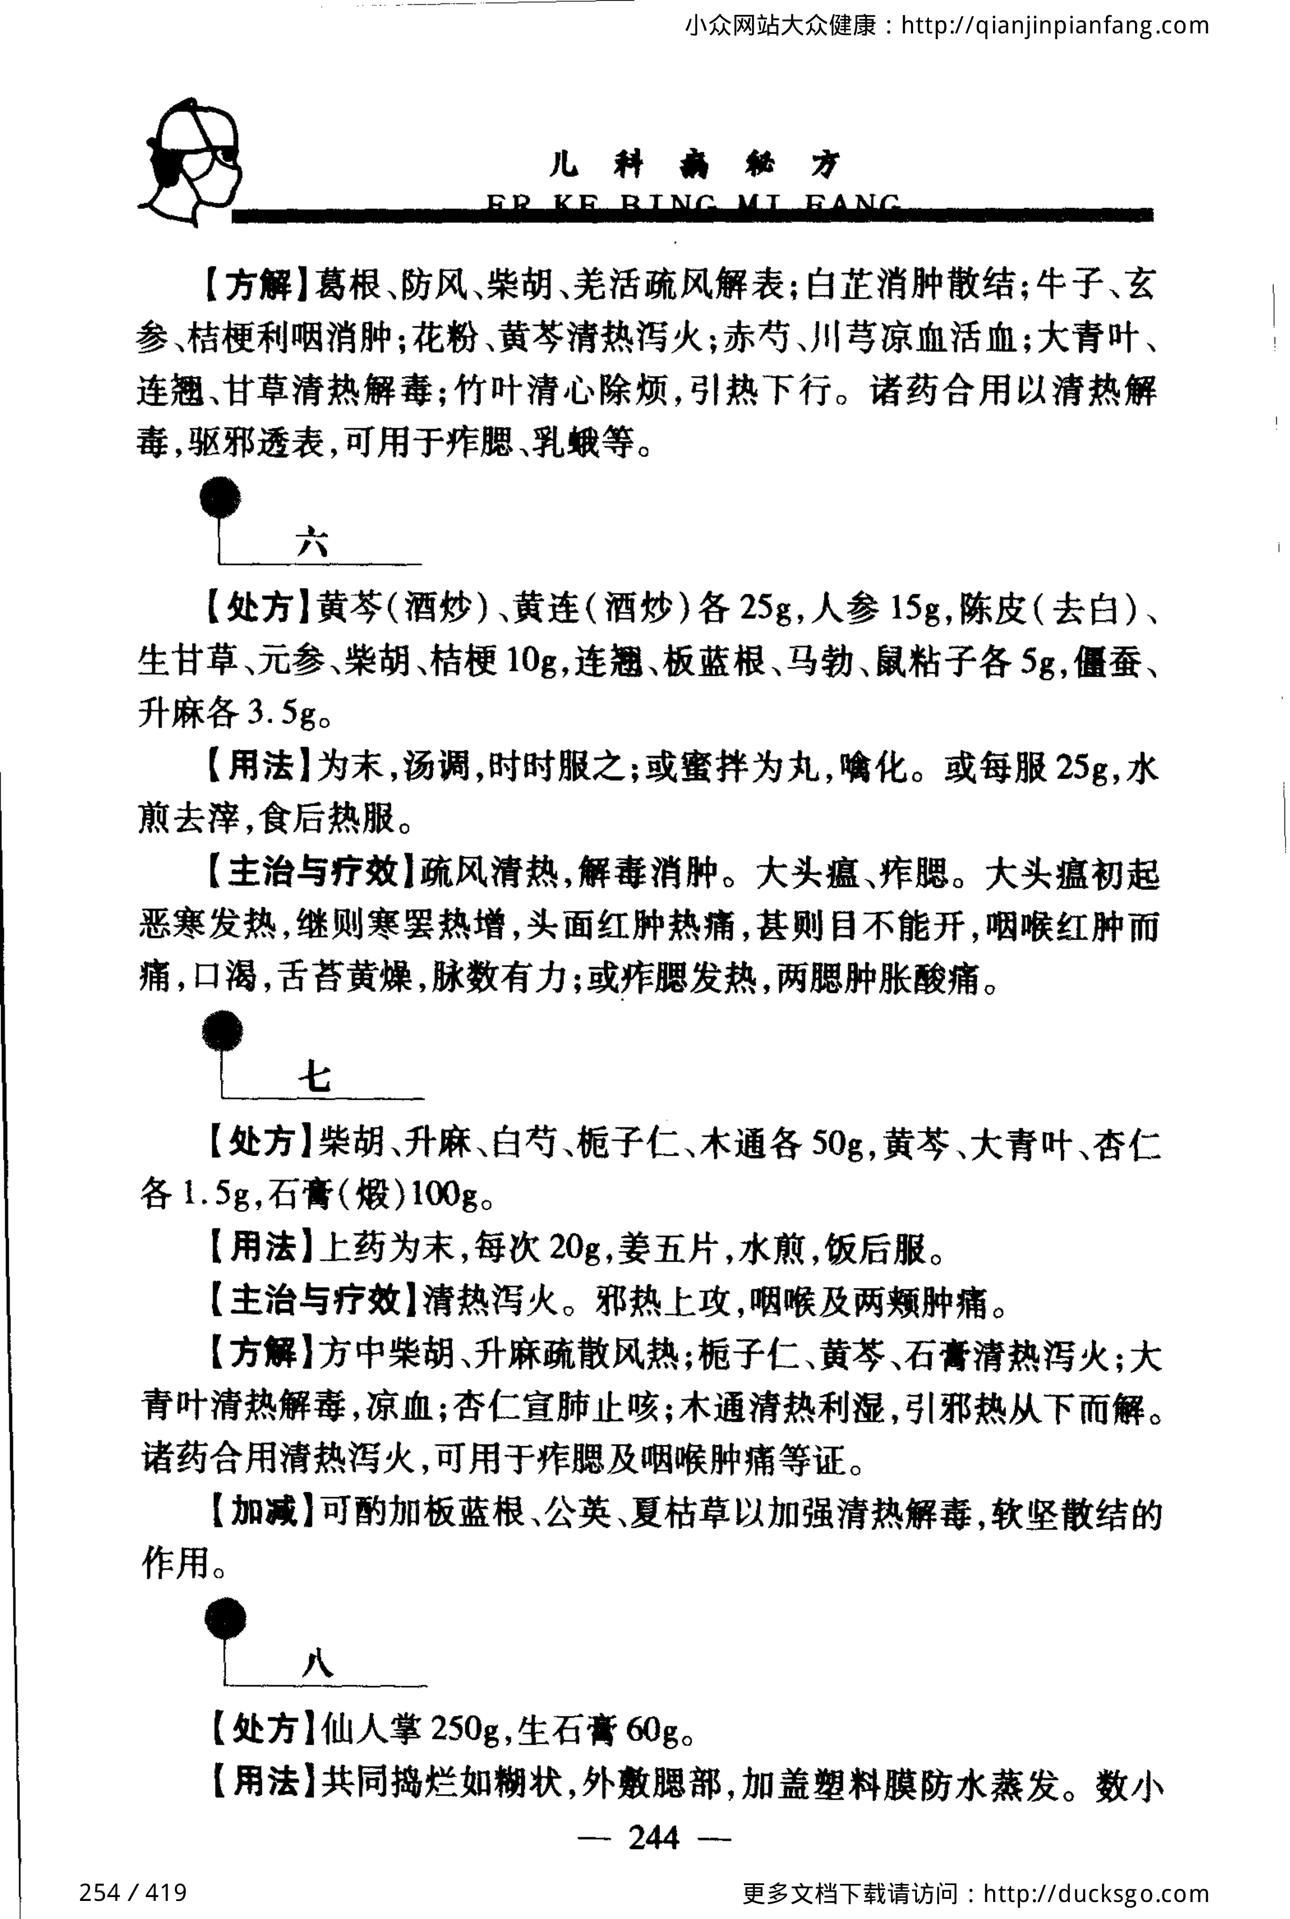 小众网站大众健康：http://qianjinpianfang.com
儿科病秘方
ER KE BING MI FANG
【方解】葛根、防风、柴胡、羌活疏风解表；白芷消肿散结；牛子、玄
参、桔梗利咽消肿；花粉、黄芩清热泻火；赤芍、川芎凉血活血；大青叶、
连翘、甘草清热解毒；竹叶清心除烦，引热下行。诸药合用以清热解
毒，驱邪透表，可用于痄腮、乳蛾等。
六
【处方】黄芩（酒炒）、黄连（酒炒）各 25g，人参 15g，陈皮（去白）、
生甘草、元参、柴胡、桔梗 10g，连翘、板蓝根、马勃、鼠粘子各 5g，僵蚕、
升麻各 3.5g。
【用法】为末，汤调，时时服之；或蜜拌为丸，噙化。或每服 25g，水
煎去滓，食后热服。
【主治与疗效】疏风清热，解毒消肿。大头瘟、痄腮。大头瘟初起
恶寒发热，继则寒罢热增，头面红肿热痛，甚则目不能开，咽喉红肿而
痛，口渴，舌苔黄燥，脉数有力；或痄腮发热，两腮肿胀酸痛。
七
【处方】柴胡、升麻、白芍、栀子仁、木通各 50g，黄芩、大青叶、杏仁
各 1.5g，石膏（煅）100g。
【用法】上药为末，每次 20g，姜五片，水煎，饭后服。
【主治与疗效】清热泻火。邪热上攻，咽喉及两颊肿痛。
【方解】方中柴胡、升麻疏散风热；栀子仁、黄芩、石膏清热泻火；大
青叶清热解毒，凉血；杏仁宣肺止咳；木通清热利湿，引邪热从下而解。
诸药合用清热泻火，可用于痄腮及咽喉肿痛等证。
【加减】可酌加板蓝根、公英、夏枯草以加强清热解毒，软坚散结的
作用。
八
【处方】仙人掌 250g，生石膏 60g。
【用法】共同捣烂如糊状，外敷腮部，加盖塑料膜防水蒸发。数小
— 244 —
254 / 419
更多文档下载请访问：http://ducksgo.com